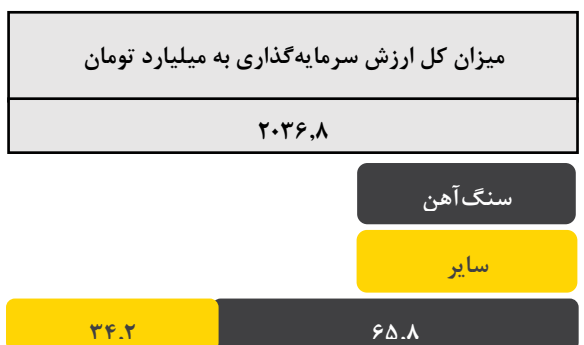 میزان کل ارزش سرمایه‌گذاری به میلیارد تومان
۲۰۳۶,۸
سنگ‌آهن
سایر
۶۵.۸ ۳۴.۲